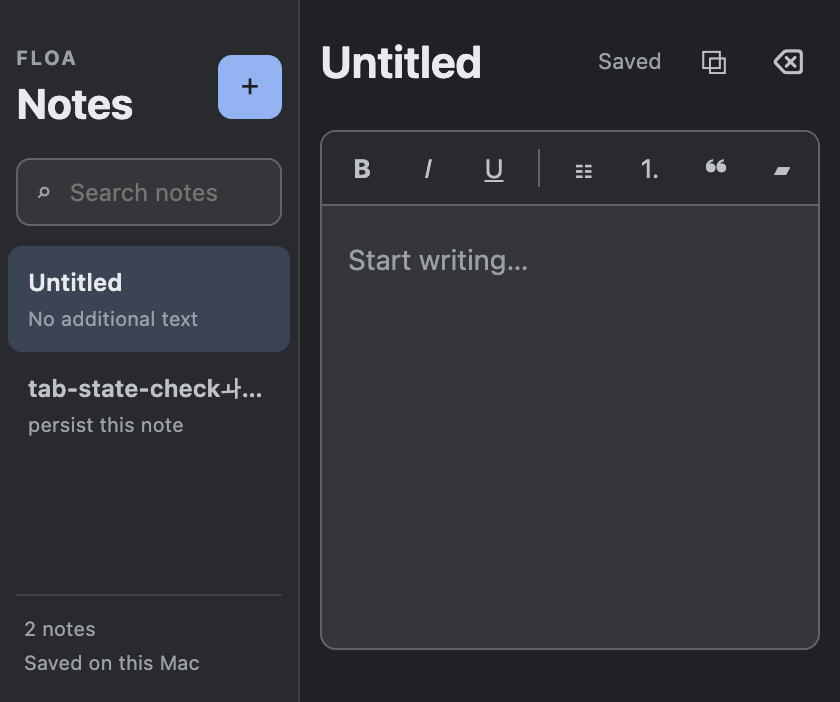 FLOA
Notes
+
Search notes
Untitled
No additional text
tab-state-check ㅘ...
persist this note
2 notes
Saved on this Mac
Untitled
Saved
B I U 1. ❝
Start writing...